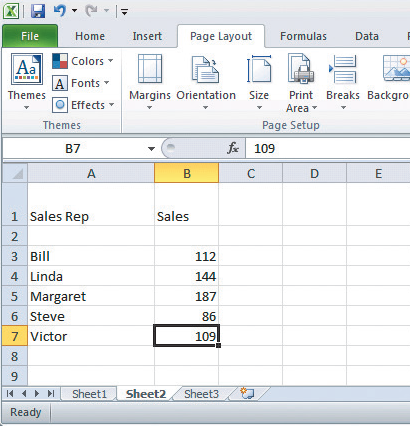 File Home Insert Page Layout Formulas Data
Aa Colors
A Fonts
Effects
Themes Margins Orientation Size Print Area Breaks Backgro
Themes Page Setup
B7 fx 109
A B C D E
1 Sales Rep Sales
2
3 Bill 112
4 Linda 144
5 Margaret 187
6 Steve 86
7 Victor 109
8
9
Sheet1 Sheet2 Sheet3
Ready